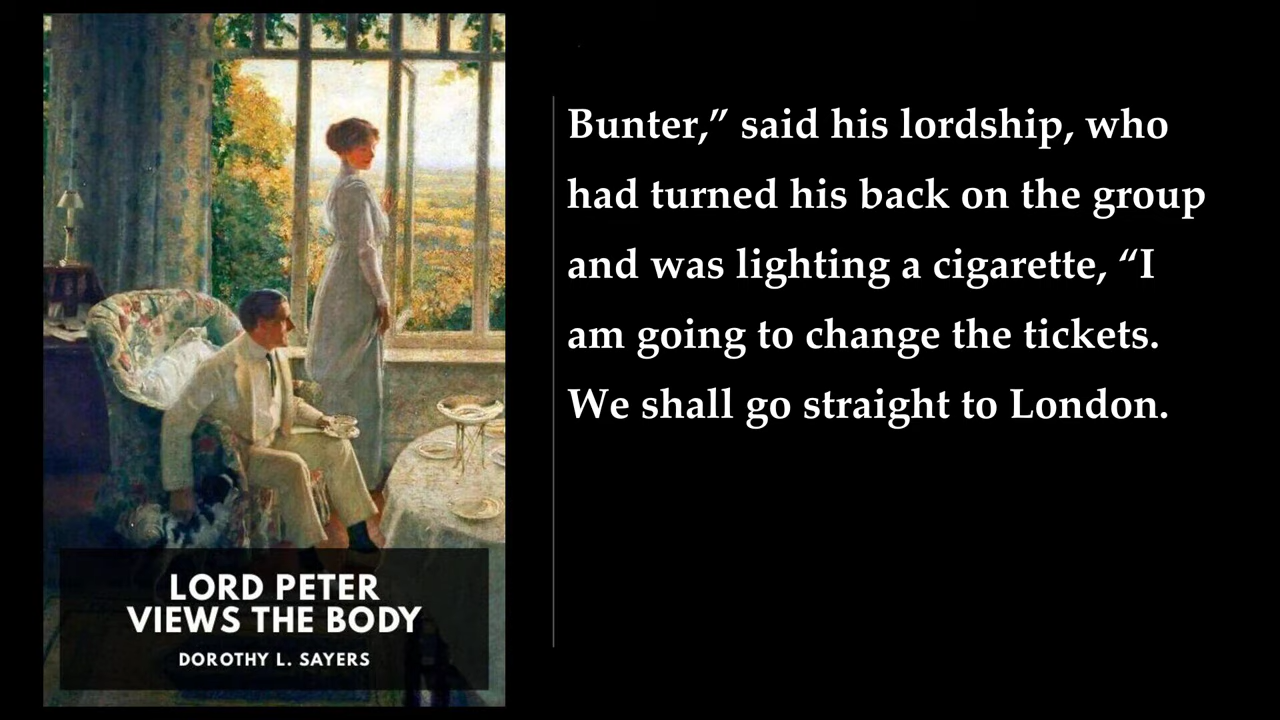 LORD PETER
VIEWS THE BODY
DOROTHY L. SAYERS
Bunter,” said his lordship, who
had turned his back on the group
and was lighting a cigarette, “I
am going to change the tickets.
We shall go straight to London.